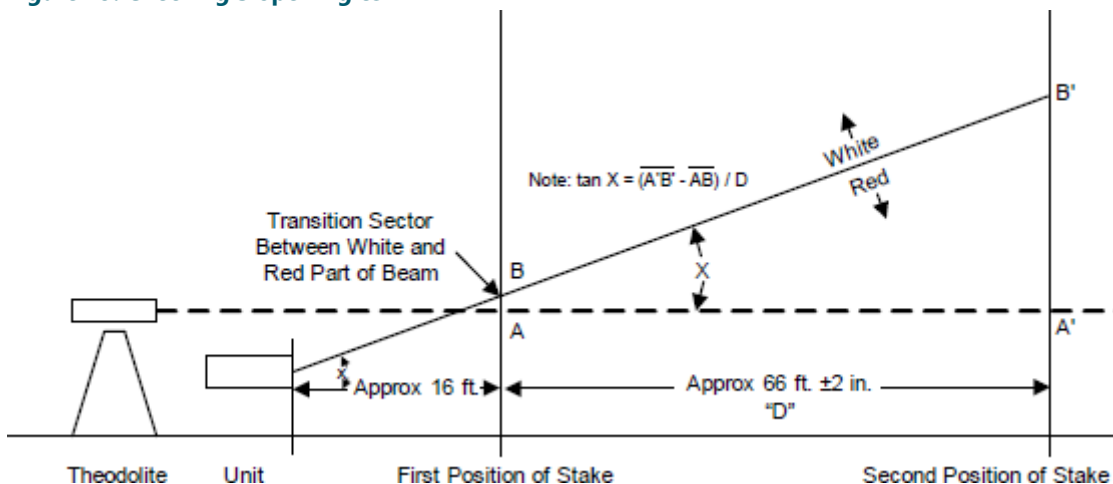 B'
White
Red
Note: tan X = (A'B' - AB) / D
Transition Sector
Between White and
Red Part of Beam
B
X
A
A'
x
Approx 16 ft.
Approx 66 ft. ±2 in.
"D"
Theodolite
Unit
First Position of Stake
Second Position of Stake